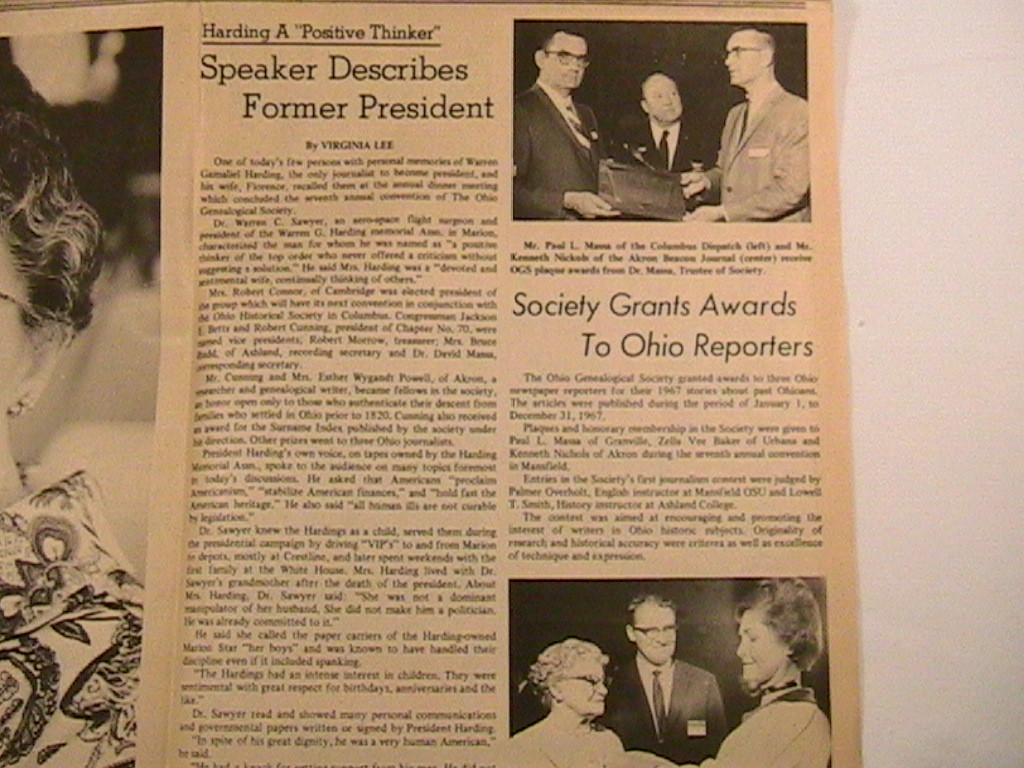 Harding A "Positive Thinker"
Speaker Describes
Former President
By VIRGINIA LEE
One of today's few persons with personal memories of Warren
Gamaliel Harding, the only journalist to become president, and
his wife, Florence, recalled them at the annual dinner meeting
which concluded the seventh annual convention of The Ohio
Genealogical Society.
Dr. Warren C. Sawyer, an aero-space flight surgeon and
president of the Warren G. Harding memorial Assn. in Marion,
characterized the man for whom he was named as "a positive
thinker of the top order who never offered a criticism without
suggesting a solution." He said Mrs. Harding was a "devoted and
sentimental wife, continually thinking of others."
Mrs. Robert Connor, of Cambridge was elected president of
the group which will have its next convention in conjunction with
the Ohio Historical Society in Columbus. Congressman Jackson
E. Betts and Robert Cunning, president of Chapter No. 70, were
named vice presidents; Robert Morrow, treasurer; Mrs. Bruce
of Ashland, recording secretary and Dr. David Massa,
corresponding secretary.
Mr. Cunning and Mrs. Esther Wygandt Powell, of Akron, a
searcher and genealogical writer, became fellows in the society,
an honor open only to those who authenticate their descent from
families who settled in Ohio prior to 1820. Cunning also received
an award for the Surname Index, published by the society under
his direction. Other prizes went to three Ohio journalists.
President Harding's own voice, on tapes owned by the Harding
Memorial Assn., spoke to the audience on many topics foremost
in today's discussions. He asked that Americans "proclaim
Americanism," "stabilize American finances," and "hold fast the
American heritage." He also said "all human ills are not curable
by legislation."
Dr. Sawyer knew the Hardings as a child, served them during
the presidential campaign by driving "VIP's" to and from Marion
depots, mostly at Crestline, and later spent weekends with the
first family at the White House. Mrs. Harding lived with Dr.
Sawyer's grandmother after the death of the president. About
Mrs. Harding, Dr. Sawyer said: "She was not a dominant
manipulator of her husband. She did not make him a politician.
He was already committed to it."
He said she called the paper carriers of the Harding-owned
Marion Star "her boys" and was known to have handled their
discipline even if it included spanking.
"The Hardings had an intense interest in children. They were
sentimental with great respect for birthdays, anniversaries and the
like."
Dr. Sawyer read and showed many personal communications
and governmental papers written or signed by President Harding.
"In spite of his great dignity, he was a very human American,"
he said.
"He had a knack for getting support from his men. He did not
Mr. Paul L. Massa of the Columbus Dispatch (left) and Mr.
Kenneth Nichols of the Akron Beacon Journal (center) receive
OGS plaque awards from Dr. Massa, Trustee of Society.
Society Grants Awards
To Ohio Reporters
The Ohio Genealogical Society granted awards to three Ohio
newspaper reporters for their 1967 stories about past Ohioans.
The articles were published during the period of January 1, to
December 31, 1967.
Plaques and honorary membership in the Society were given to
Paul L. Massa of Granville, Zella Vee Baker of Urbana and
Kenneth Nichols of Akron during the seventh annual convention
in Mansfield.
Entries in the Society's first journalism contest were judged by
Palmer Overholt, English instructor at Mansfield OSU and Lowell
T. Smith, History instructor at Ashland College.
The contest was aimed at encouraging and promoting the
interest of writers in Ohio historic subjects. Originality of
research and historical accuracy were criterea as well as excellence
of technique and expression.